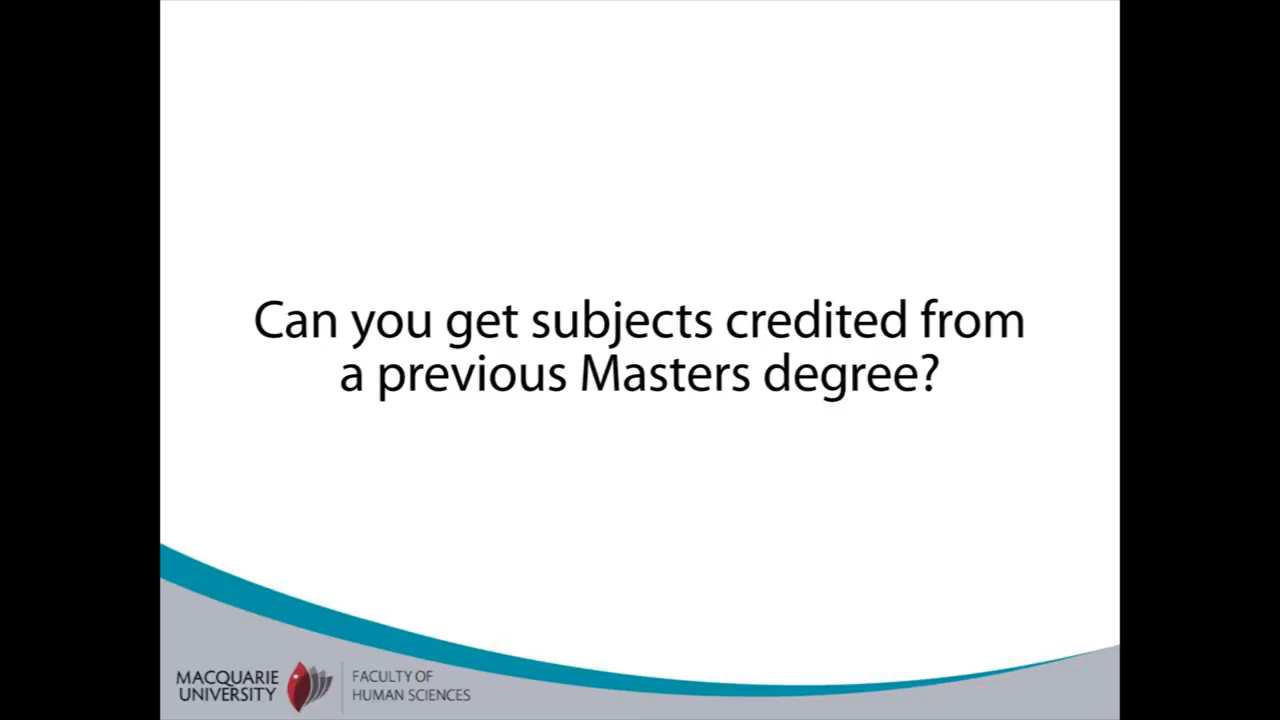 Can you get subjects credited from
a previous Masters degree?
MACQUARIE
UNIVERSITY
FACULTY OF
HUMAN SCIENCES